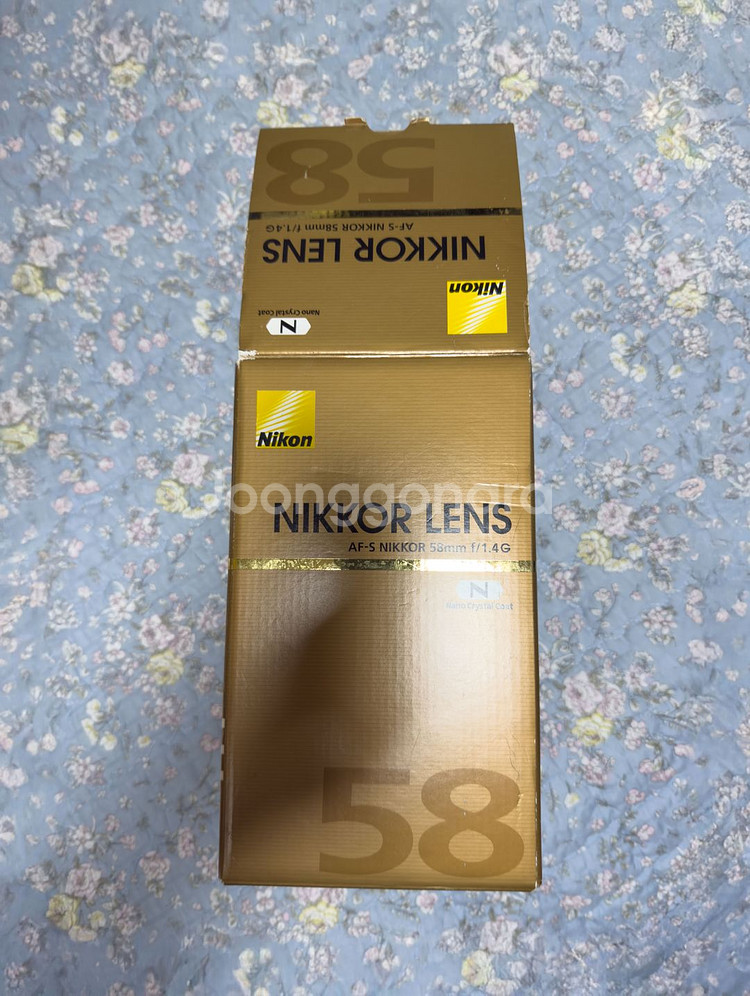 58
AF-S NIKKOR 58mm f/1.4G
NIKKOR LENS
Nikon
Nano Crystal Coat
N
Nikon
Joonggonara
NIKKOR LENS
AF-S NIKKOR 58mm f/1.4G
N
Nano Crystal Coat
58